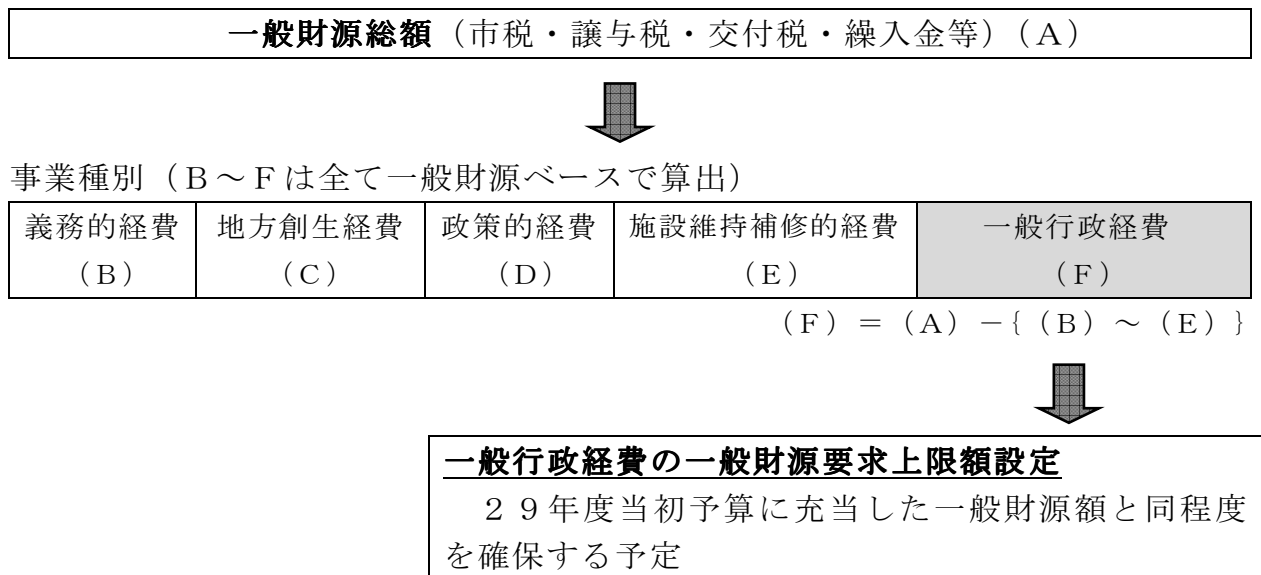 一般財源総額(市税・譲与税・交付税・繰入金等)(A)
事業種別(B~Fは全て一般財源ベースで算出)
義務的経費 地方創生経費 政策的経費 施設維持補修的経費 一般行政経費
(B) (C) (D) (E) (F)
(F)=(A)-{(B)~(E)}
一般行政経費の一般財源要求上限額設定
29年度当初予算に充当した一般財源額と同程度
を確保する予定